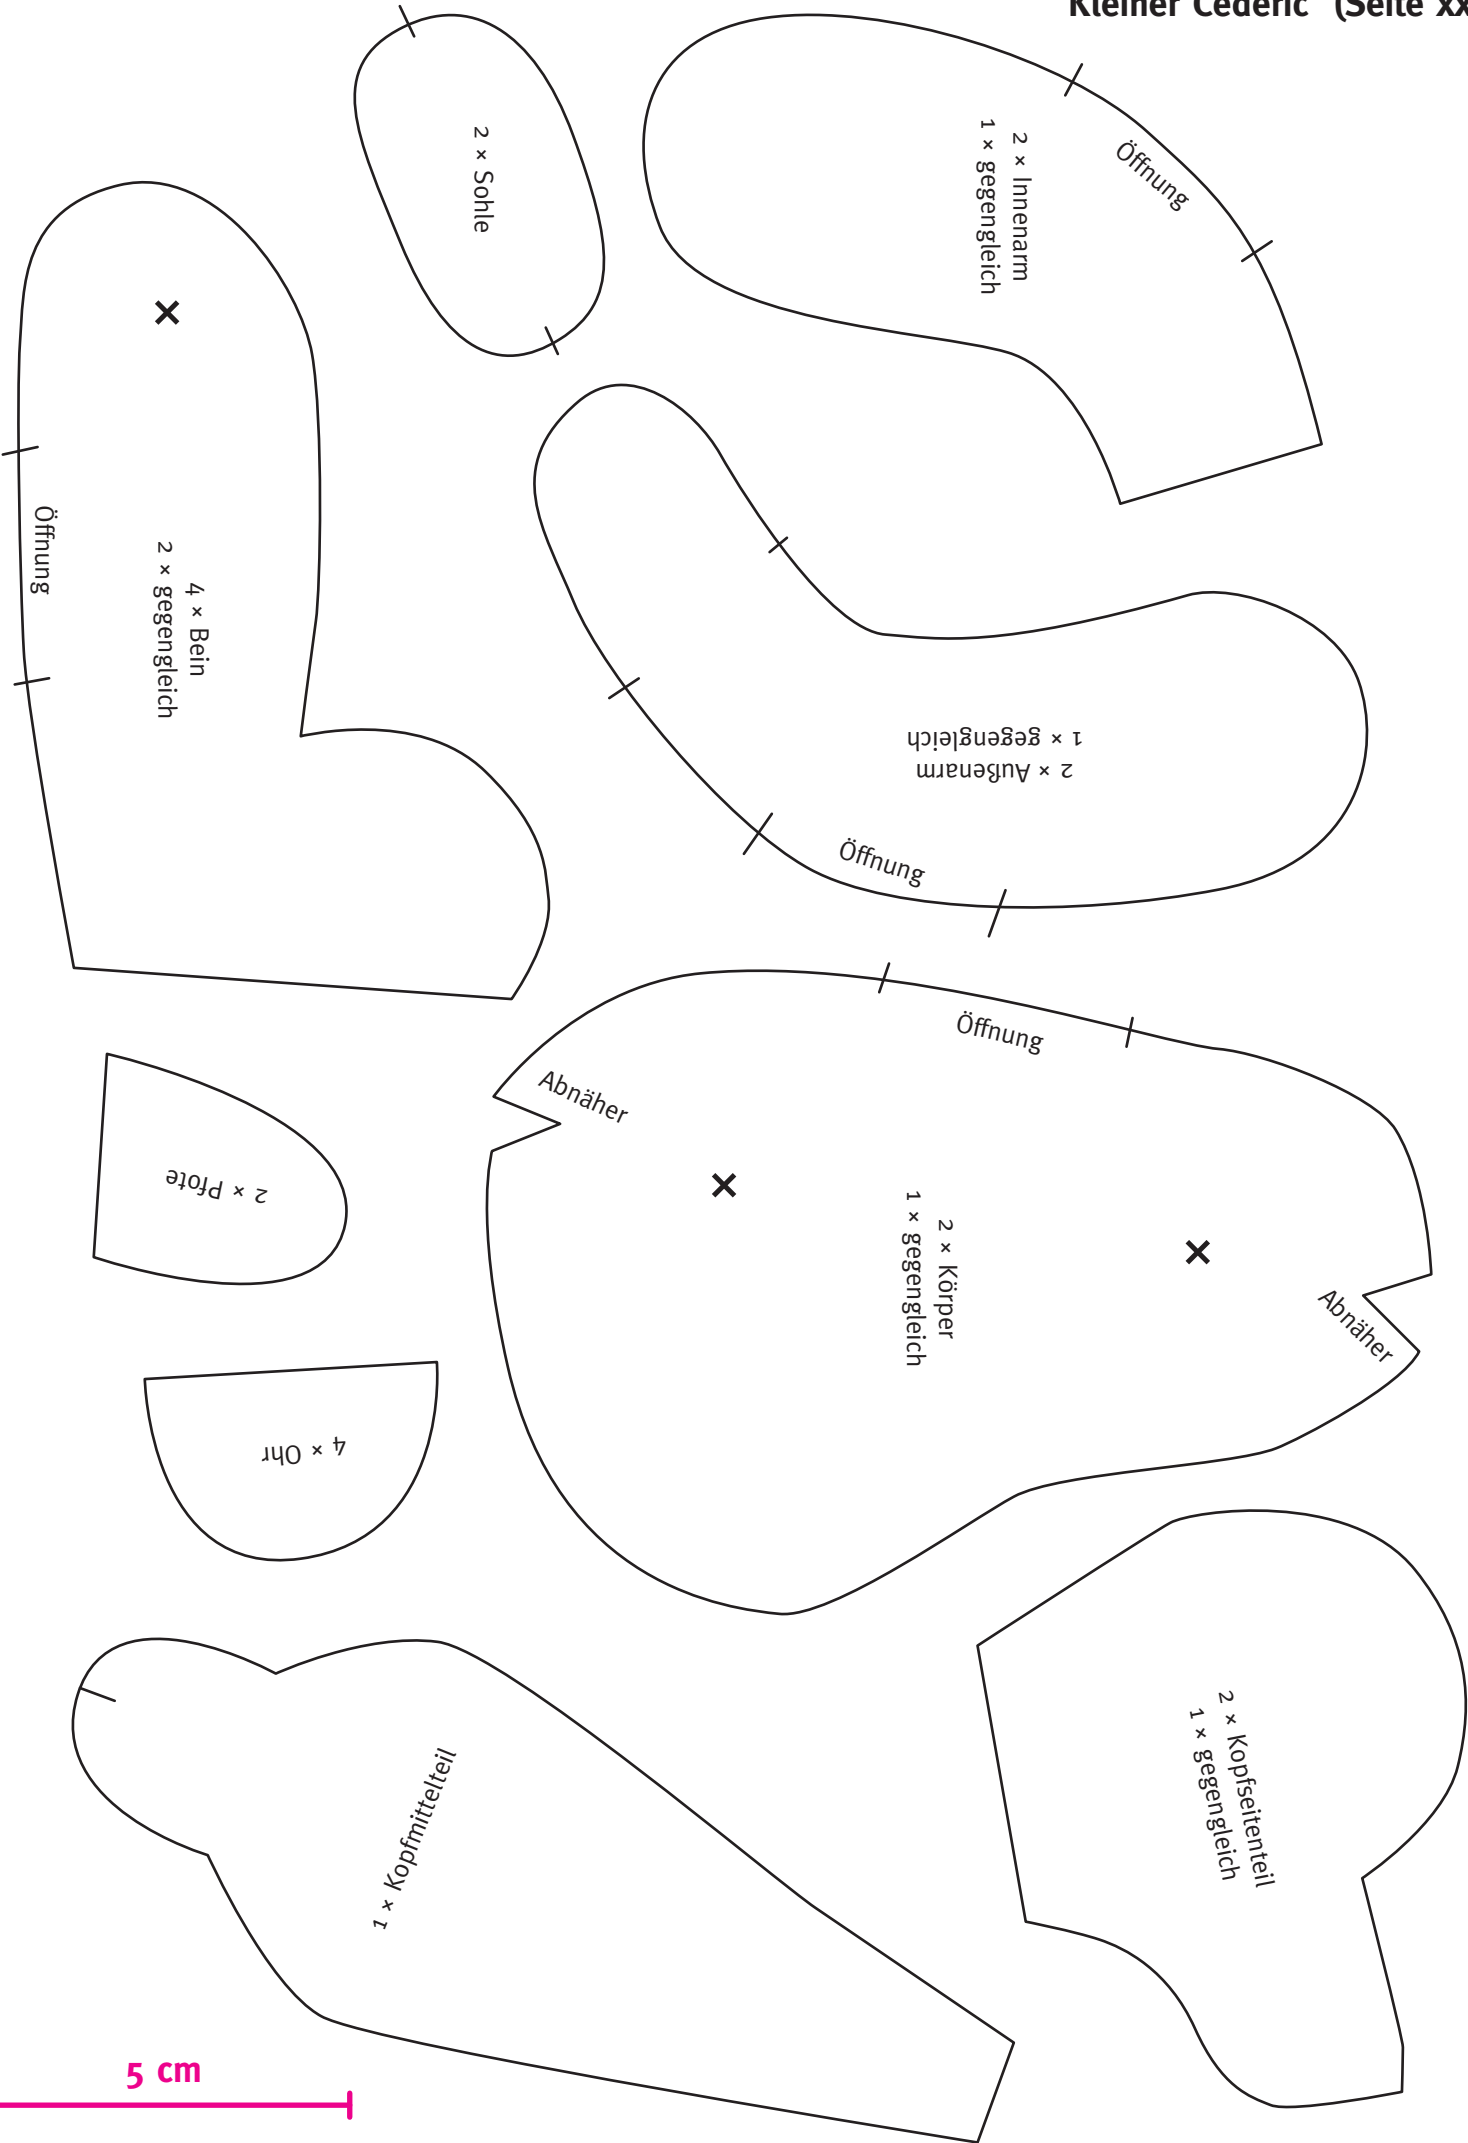 Kleiner Cederic (Seite xx
2 × Sohle
2 × Innenarm
1 × gegengleich
Öffnung
Öffnung
4 × Bein
2 × gegengleich
2 × Außenarm
1 × gegengleich
Öffnung
Öffnung
Abnäher
2 × Pfote
2 × Körper
1 × gegengleich
Abnäher
4 × Ohr
2 × Kopfseitenteil
1 × gegengleich
1 × Kopfmittelteil
5 cm